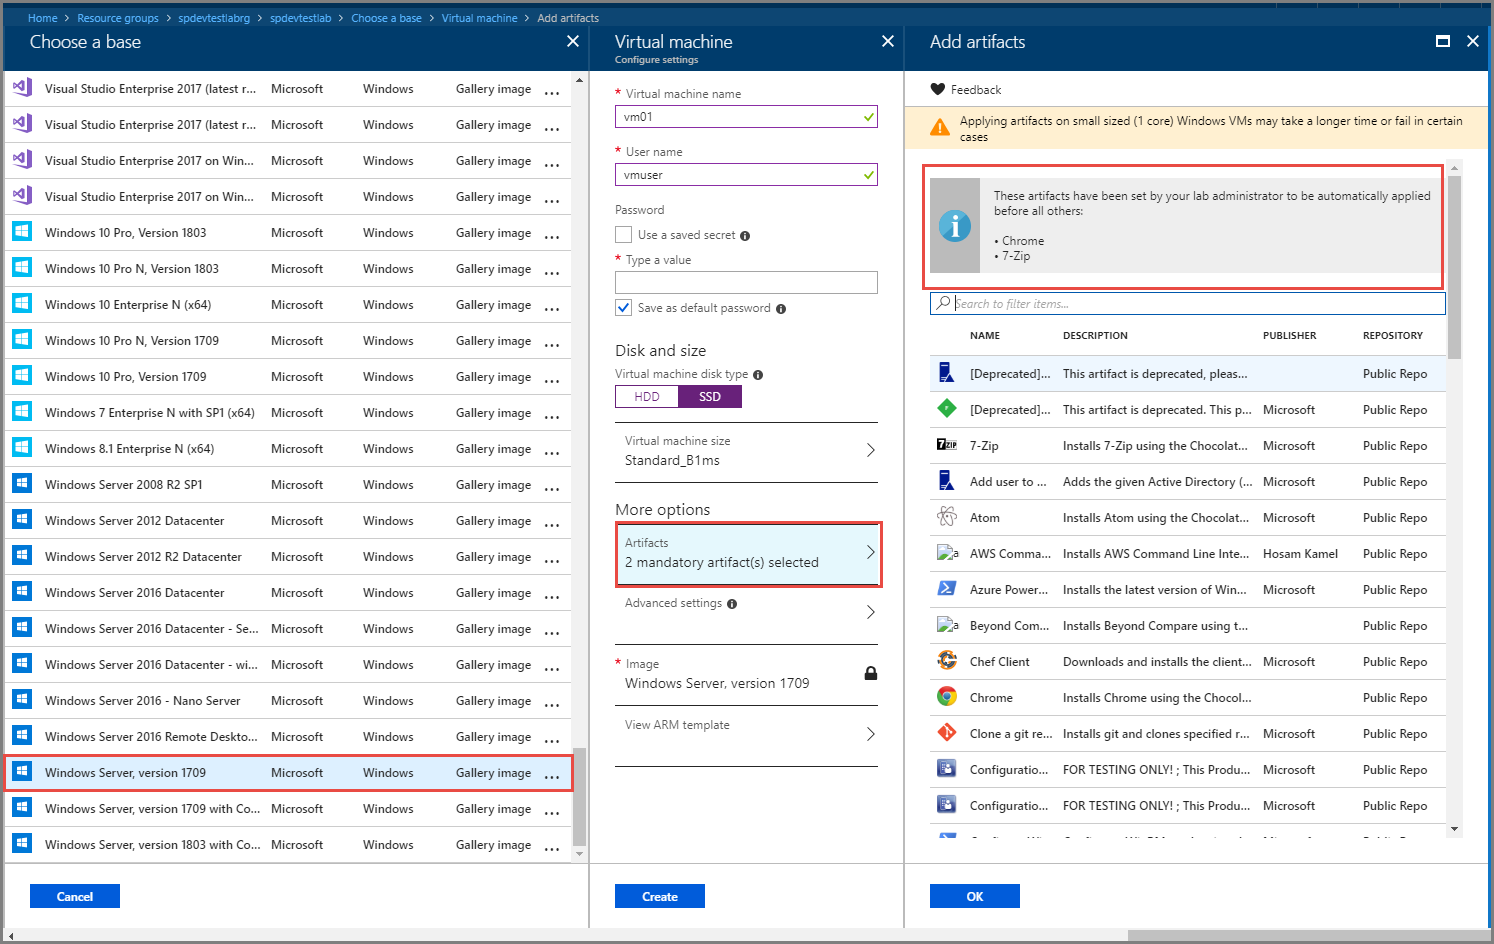 Home > Resource groups > spdevtestlabrg > spdevtestlab > Choose a base > Virtual machine > Add artifacts
Choose a base
Visual Studio Enterprise 2017 (latest r... Microsoft Windows Gallery image ...
Visual Studio Enterprise 2017 (latest r... Microsoft Windows Gallery image ...
Visual Studio Enterprise 2017 on Win... Microsoft Windows Gallery image ...
Visual Studio Enterprise 2017 on Win... Microsoft Windows Gallery image ...
Windows 10 Pro, Version 1803 Microsoft Windows Gallery image ...
Windows 10 Pro N, Version 1803 Microsoft Windows Gallery image ...
Windows 10 Enterprise N (x64) Microsoft Windows Gallery image ...
Windows 10 Pro N, Version 1709 Microsoft Windows Gallery image ...
Windows 10 Pro, Version 1709 Microsoft Windows Gallery image ...
Windows 7 Enterprise N with SP1 (x64) Microsoft Windows Gallery image ...
Windows 8.1 Enterprise N (x64) Microsoft Windows Gallery image ...
Windows Server 2008 R2 SP1 Microsoft Windows Gallery image ...
Windows Server 2012 Datacenter Microsoft Windows Gallery image ...
Windows Server 2012 R2 Datacenter Microsoft Windows Gallery image ...
Windows Server 2016 Datacenter Microsoft Windows Gallery image ...
Windows Server 2016 Datacenter - Se... Microsoft Windows Gallery image ...
Windows Server 2016 Datacenter - wi... Microsoft Windows Gallery image ...
Windows Server 2016 - Nano Server Microsoft Windows Gallery image ...
Windows Server 2016 Remote Deskto... Microsoft Windows Gallery image ...
Windows Server, version 1709 Microsoft Windows Gallery image ...
Windows Server, version 1709 with Co... Microsoft Windows Gallery image ...
Windows Server, version 1803 with Co... Microsoft Windows Gallery image ...
Cancel
Virtual machine
Configure settings
* Virtual machine name
vm01
* User name
vmuser
Password
Use a saved secret
* Type a value
Save as default password
Disk and size
Virtual machine disk type
HDD SSD
Virtual machine size
Standard_B1ms
More options
Artifacts
2 mandatory artifact(s) selected
Advanced settings
* Image
Windows Server, version 1709
View ARM template
Create
Add artifacts
Feedback
Applying artifacts on small sized (1 core) Windows VMs may take a longer time or fail in certain
cases
These artifacts have been set by your lab administrator to be automatically applied
before all others:
• Chrome
• 7-Zip
Search to filter items...
NAME DESCRIPTION PUBLISHER REPOSITORY
[Deprecated]... This artifact is deprecated, pleas... Public Repo
[Deprecated]... This artifact is deprecated. This p... Microsoft Public Repo
7ZIP 7-Zip Installs 7-Zip using the Chocolat... Microsoft Public Repo
Add user to ... Adds the given Active Directory (... Microsoft Public Repo
Atom Installs Atom using the Chocolat... Microsoft Public Repo
a AWS Comma... Installs AWS Command Line Inte... Hosam Kamel Public Repo
Azure Power... Installs the latest version of Win... Microsoft Public Repo
a Beyond Com... Installs Beyond Compare using t... Public Repo
Chef Client Downloads and installs the client... Microsoft Public Repo
Chrome Installs Chrome using the Chocol... Public Repo
Clone a git re... Installs git and clones specified r... Microsoft Public Repo
Configuratio... FOR TESTING ONLY! ; This Produ... Microsoft Public Repo
Configuratio... FOR TESTING ONLY! ; This Produ... Microsoft Public Repo
OK